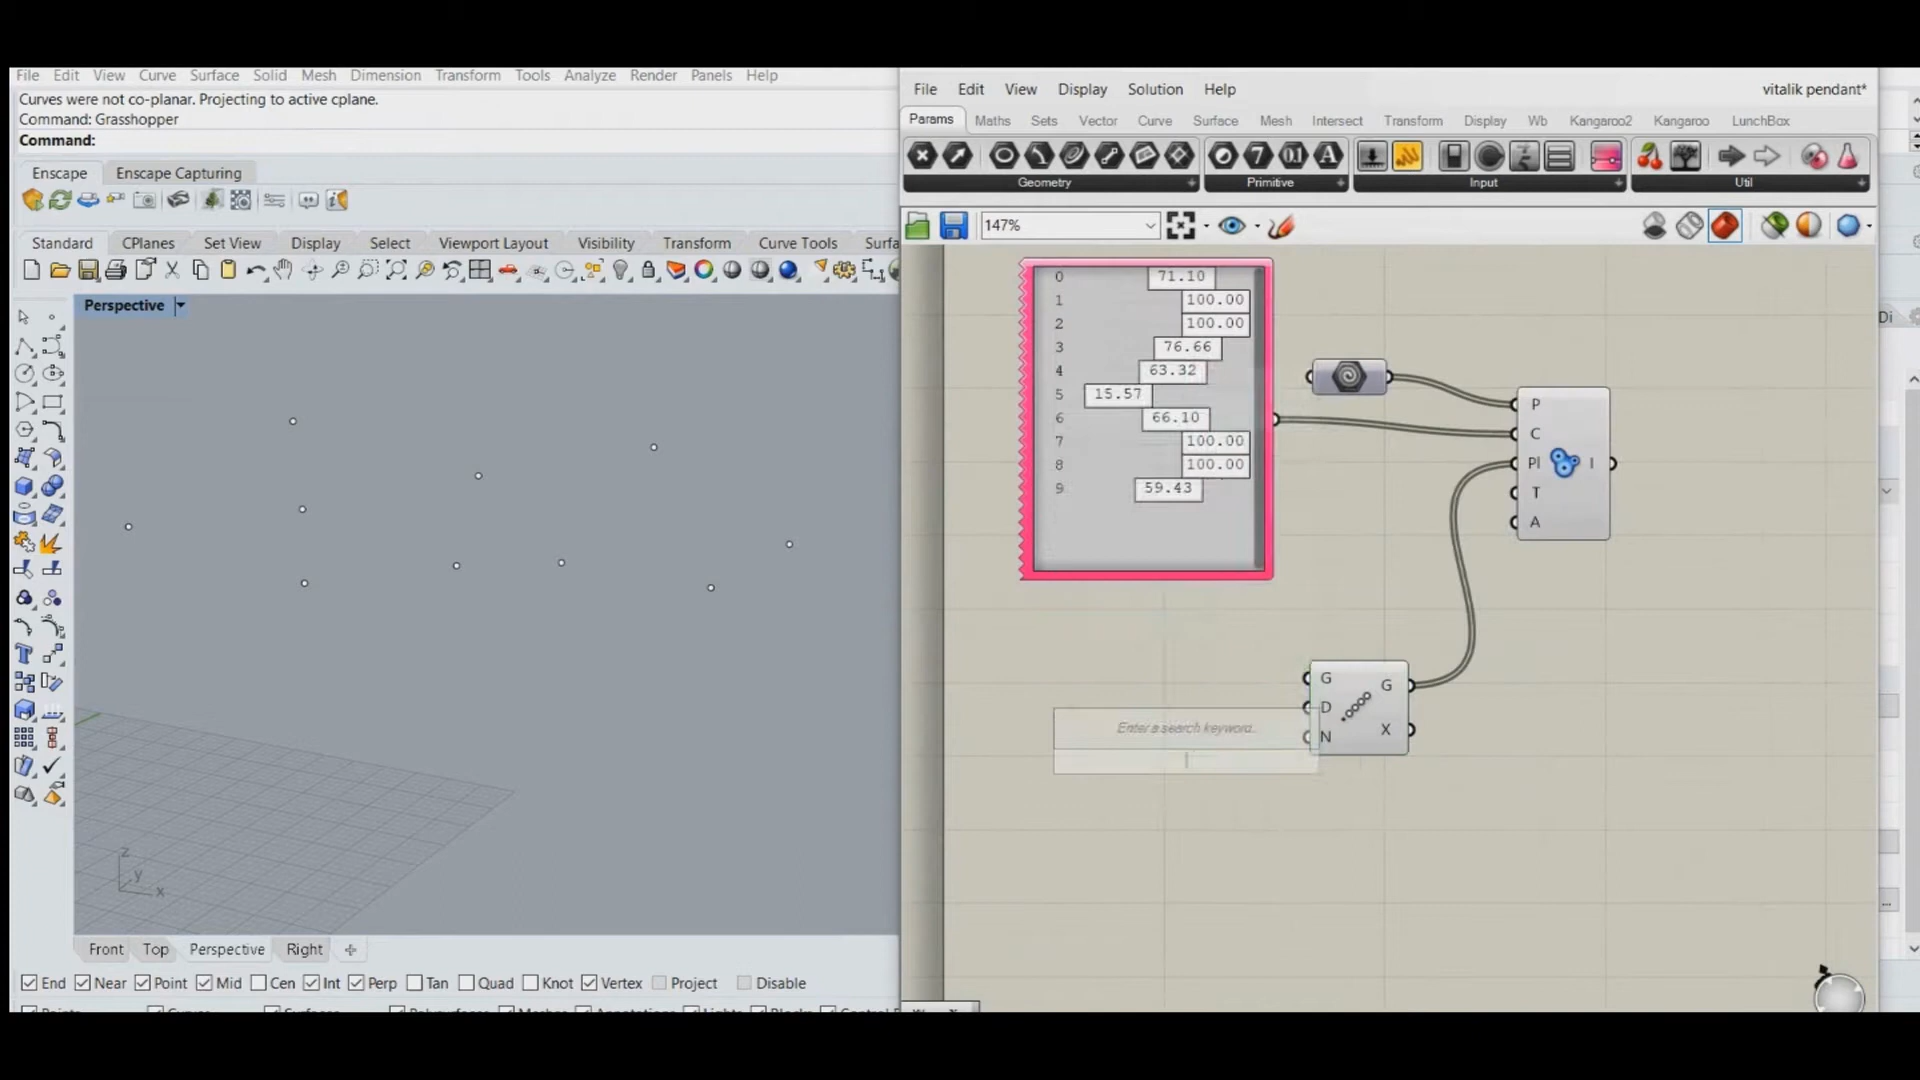 File Edit View Curve Surface Solid Mesh Dimension Transform Tools Analyze Render Panels Help
Curves were not co-planar. Projecting to active cplane.
Command: Grasshopper
Command:
Enscape Enscape Capturing
Standard CPlanes Set View Display Select Viewport Layout Visibility Transform Curve Tools Surfa
Perspective
z
y
x
Front Top Perspective Right
End Near Point Mid Cen Int Perp Tan Quad Knot Vertex Project Disable
File Edit View Display Solution Help vitalik pendant*
Params Maths Sets Vector Curve Surface Mesh Intersect Transform Display Wb Kangaroo2 Kangaroo LunchBox
Geometry Primitive Input Util
147%
0 71.10
1 100.00
2 100.00
3 76.66
4 63.32
5 15.57
6 66.10
7 100.00
8 100.00
9 59.43
P
C
Pl I
T
A
G G
D
N X
Enter a search keyword..
Di